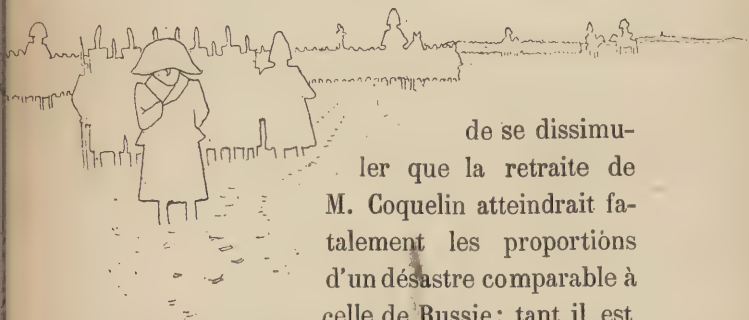 de se dissimu-
ler que la retraite de
M. Coquelin atteindrait fa-
talement les proportions
d'un désastre comparable à
celle de Russie; tant il est